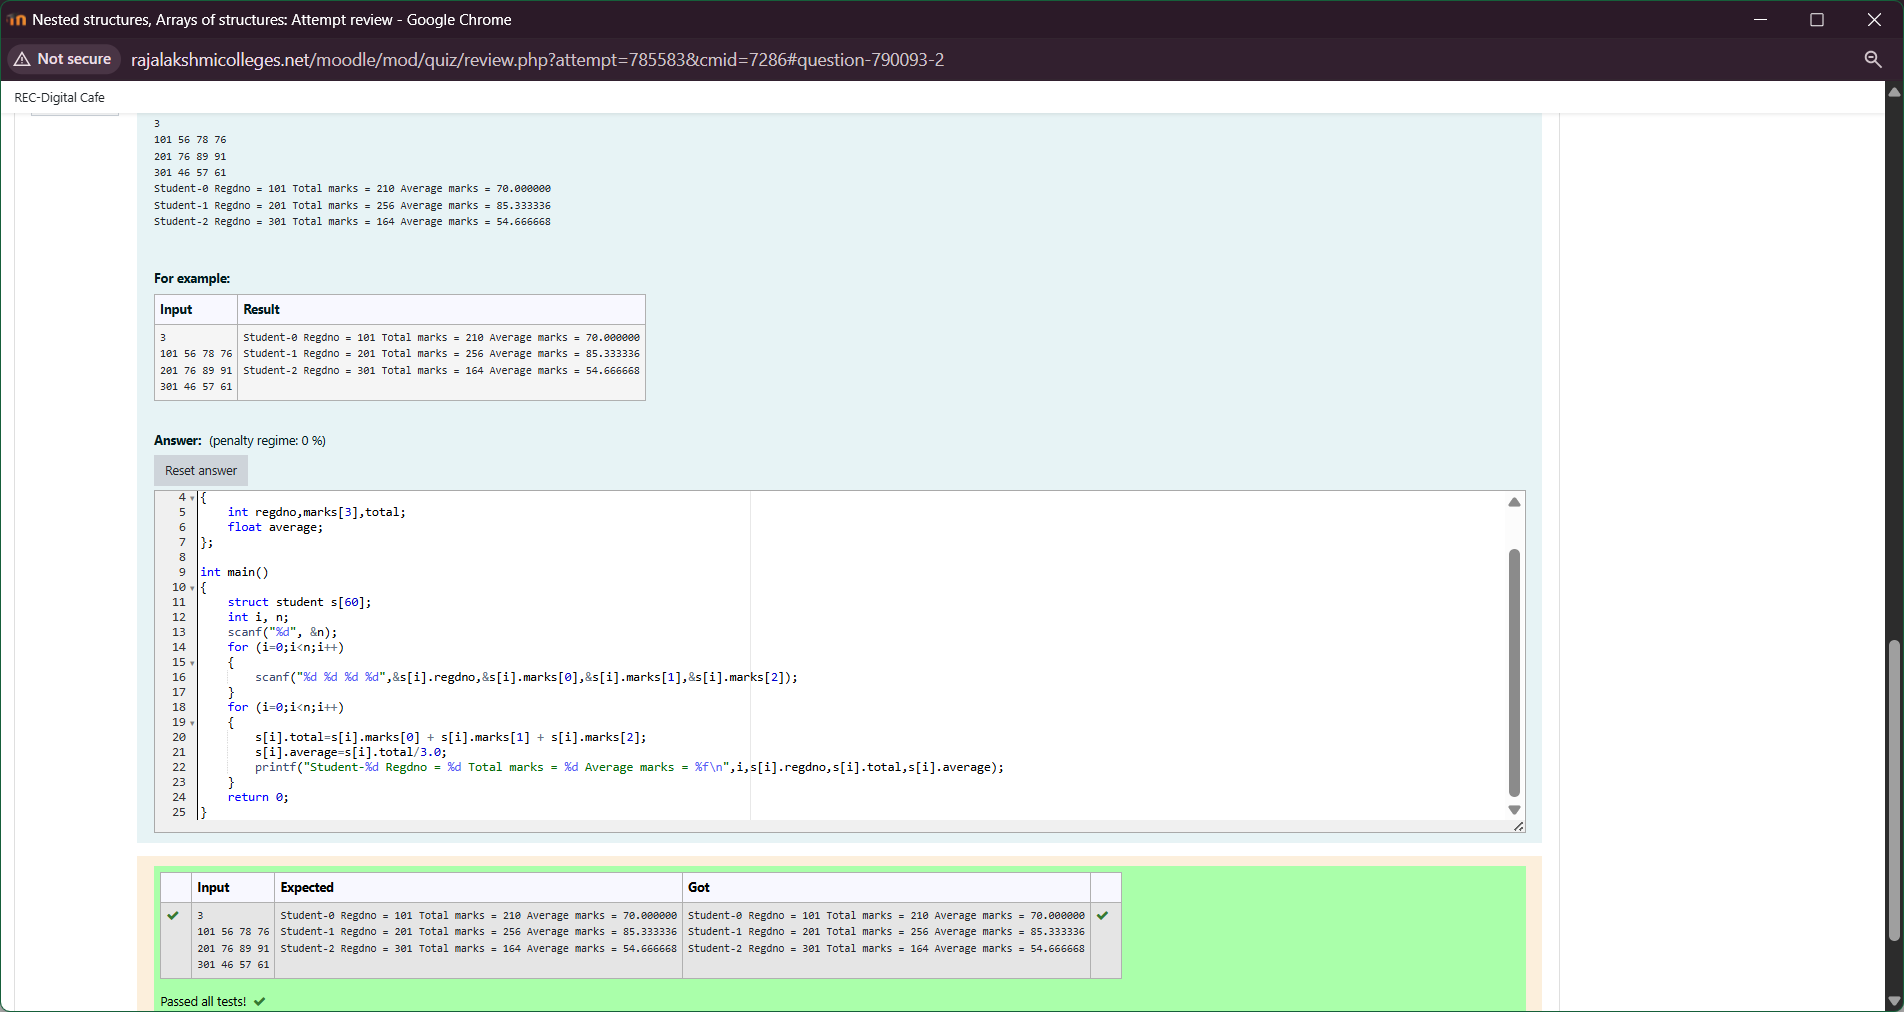 Nested structures, Arrays of structures: Attempt review - Google Chrome
Not secure
rajalakshmicolleges.net/moodle/mod/quiz/review.php?attempt=785583&cmid=7286#question-790093-2
REC-Digital Cafe
3
101 56 78 76
201 76 89 91
301 46 57 61
Student-0 Regdno = 101 Total marks = 210 Average marks = 70.000000
Student-1 Regdno = 201 Total marks = 256 Average marks = 85.333336
Student-2 Regdno = 301 Total marks = 164 Average marks = 54.666668
For example:
Input Result
3 Student-0 Regdno = 101 Total marks = 210 Average marks = 70.000000
101 56 78 76 Student-1 Regdno = 201 Total marks = 256 Average marks = 85.333336
201 76 89 91 Student-2 Regdno = 301 Total marks = 164 Average marks = 54.666668
301 46 57 61
Answer: (penalty regime: 0 %)
Reset answer
4 {
5 int regdno,marks[3],total;
6 float average;
7 };
8
9 int main()
10 {
11 struct student s[60];
12 int i, n;
13 scanf("%d", &n);
14 for (i=0;i<n;i++)
15 {
16 scanf("%d %d %d %d",&s[i].regdno,&s[i].marks[0],&s[i].marks[1],&s[i].marks[2]);
17 }
18 for (i=0;i<n;i++)
19 {
20 s[i].total=s[i].marks[0] + s[i].marks[1] + s[i].marks[2];
21 s[i].average=s[i].total/3.0;
22 printf("Student-%d Regdno = %d Total marks = %d Average marks = %f\n",i,s[i].regdno,s[i].total,s[i].average);
23 }
24 return 0;
25 }
Input Expected Got
3 Student-0 Regdno = 101 Total marks = 210 Average marks = 70.000000 Student-0 Regdno = 101 Total marks = 210 Average marks = 70.000000
101 56 78 76 Student-1 Regdno = 201 Total marks = 256 Average marks = 85.333336 Student-1 Regdno = 201 Total marks = 256 Average marks = 85.333336
201 76 89 91 Student-2 Regdno = 301 Total marks = 164 Average marks = 54.666668 Student-2 Regdno = 301 Total marks = 164 Average marks = 54.666668
301 46 57 61
Passed all tests!